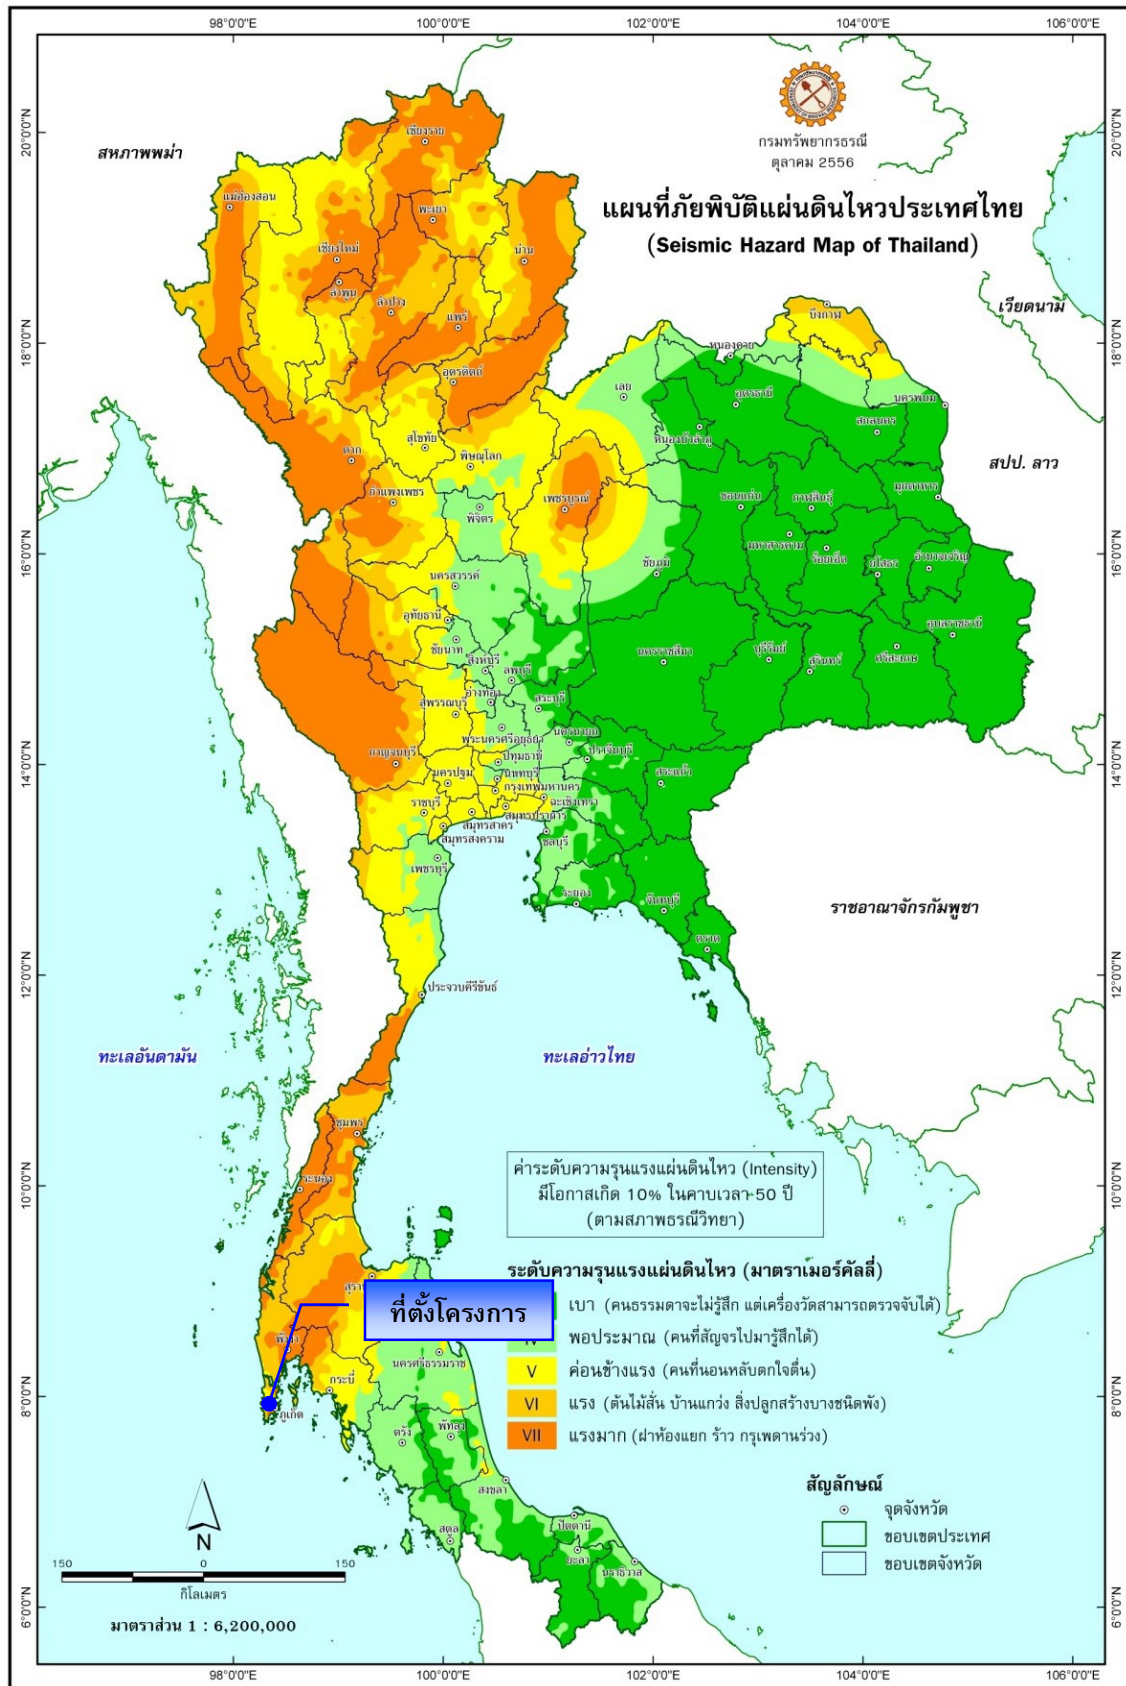 98°0'0"E
100°0'0"E
102°0'0"E
104°0'0"E
106°0'0"E
20°0'0"N
20°0'0"N
18°0'0"N
18°0'0"N
16°0'0"N
16°0'0"N
14°0'0"N
14°0'0"N
12°0'0"N
12°0'0"N
10°0'0"N
10°0'0"N
8°0'0"N
8°0'0"N
6°0'0"N
6°0'0"N
กรมทรัพยากรธรณี
ตุลาคม 2556
แผนที่ภัยพิบัติแผ่นดินไหวประเทศไทย
(Seismic Hazard Map of Thailand)
สหภาพพม่า
เวียดนาม
สปป. ลาว
ราชอาณาจักรกัมพูชา
ทะเลอันดามัน
ทะเลอ่าวไทย
เชียงราย
แม่ฮ่องสอน
พะเยา
เชียงใหม่
น่าน
ลำพูน
ลำปาง
แพร่
อุตรดิตถ์
บึงกาฬ
หนองคาย
เลย
อุดรธานี
นครพนม
สกลนคร
หนองบัวลำภู
สุโขทัย
พิษณุโลก
ตาก
กำแพงเพชร
เพชรบูรณ์
ขอนแก่น
กาฬสินธุ์
มุกดาหาร
พิจิตร
มหาสารคาม
ร้อยเอ็ด
ยโสธร
อำนาจเจริญ
ชัยภูมิ
นครสวรรค์
อุทัยธานี
ชัยนาท
อุบลราชธานี
สิงห์บุรี
ลพบุรี
นครราชสีมา
บุรีรัมย์
สุรินทร์
ศรีสะเกษ
อ่างทอง
สุพรรณบุรี
สระบุรี
พระนครศรีอยุธยา
นครนายก
กาญจนบุรี
ปทุมธานี
ปราจีนบุรี
นครปฐม
นนทบุรี
สระแก้ว
กรุงเทพมหานคร
ราชบุรี
ฉะเชิงเทรา
สมุทรปราการ
สมุทรสาคร
สมุทรสงคราม
ชลบุรี
เพชรบุรี
ระยอง
จันทบุรี
ตราด
ประจวบคีรีขันธ์
ชุมพร
ระนอง
นครศรีธรรมราช
กระบี่
ภูเก็ต
ตรัง
พัทลุง
สงขลา
สตูล
ปัตตานี
ยะลา
นราธิวาส
ที่ตั้งโครงการ
ค่าระดับความรุนแรงแผ่นดินไหว (Intensity)
มีโอกาสเกิด 10% ในคาบเวลา 50 ปี
(ตามสภาพธรณีวิทยา)
ระดับความรุนแรงแผ่นดินไหว (มาตราเมอร์คัลลี่)
เบา (คนธรรมดาจะไม่รู้สึก แต่เครื่องวัดสามารถตรวจจับได้)
IV พอประมาณ (คนที่สัญจรไปมารู้สึกได้)
V ค่อนข้างแรง (คนที่นอนหลับตกใจตื่น)
VI แรง (ต้นไม้สั่น บ้านแกว่ง สิ่งปลูกสร้างบางชนิดพัง)
VII แรงมาก (ฝาห้องแยก ร้าว กรุเพดานร่วง)
สัญลักษณ์
จุดจังหวัด
ขอบเขตประเทศ
ขอบเขตจังหวัด
N
150 0 150
กิโลเมตร
มาตราส่วน 1 : 6,200,000
98°0'0"E
100°0'0"E
102°0'0"E
104°0'0"E
106°0'0"E